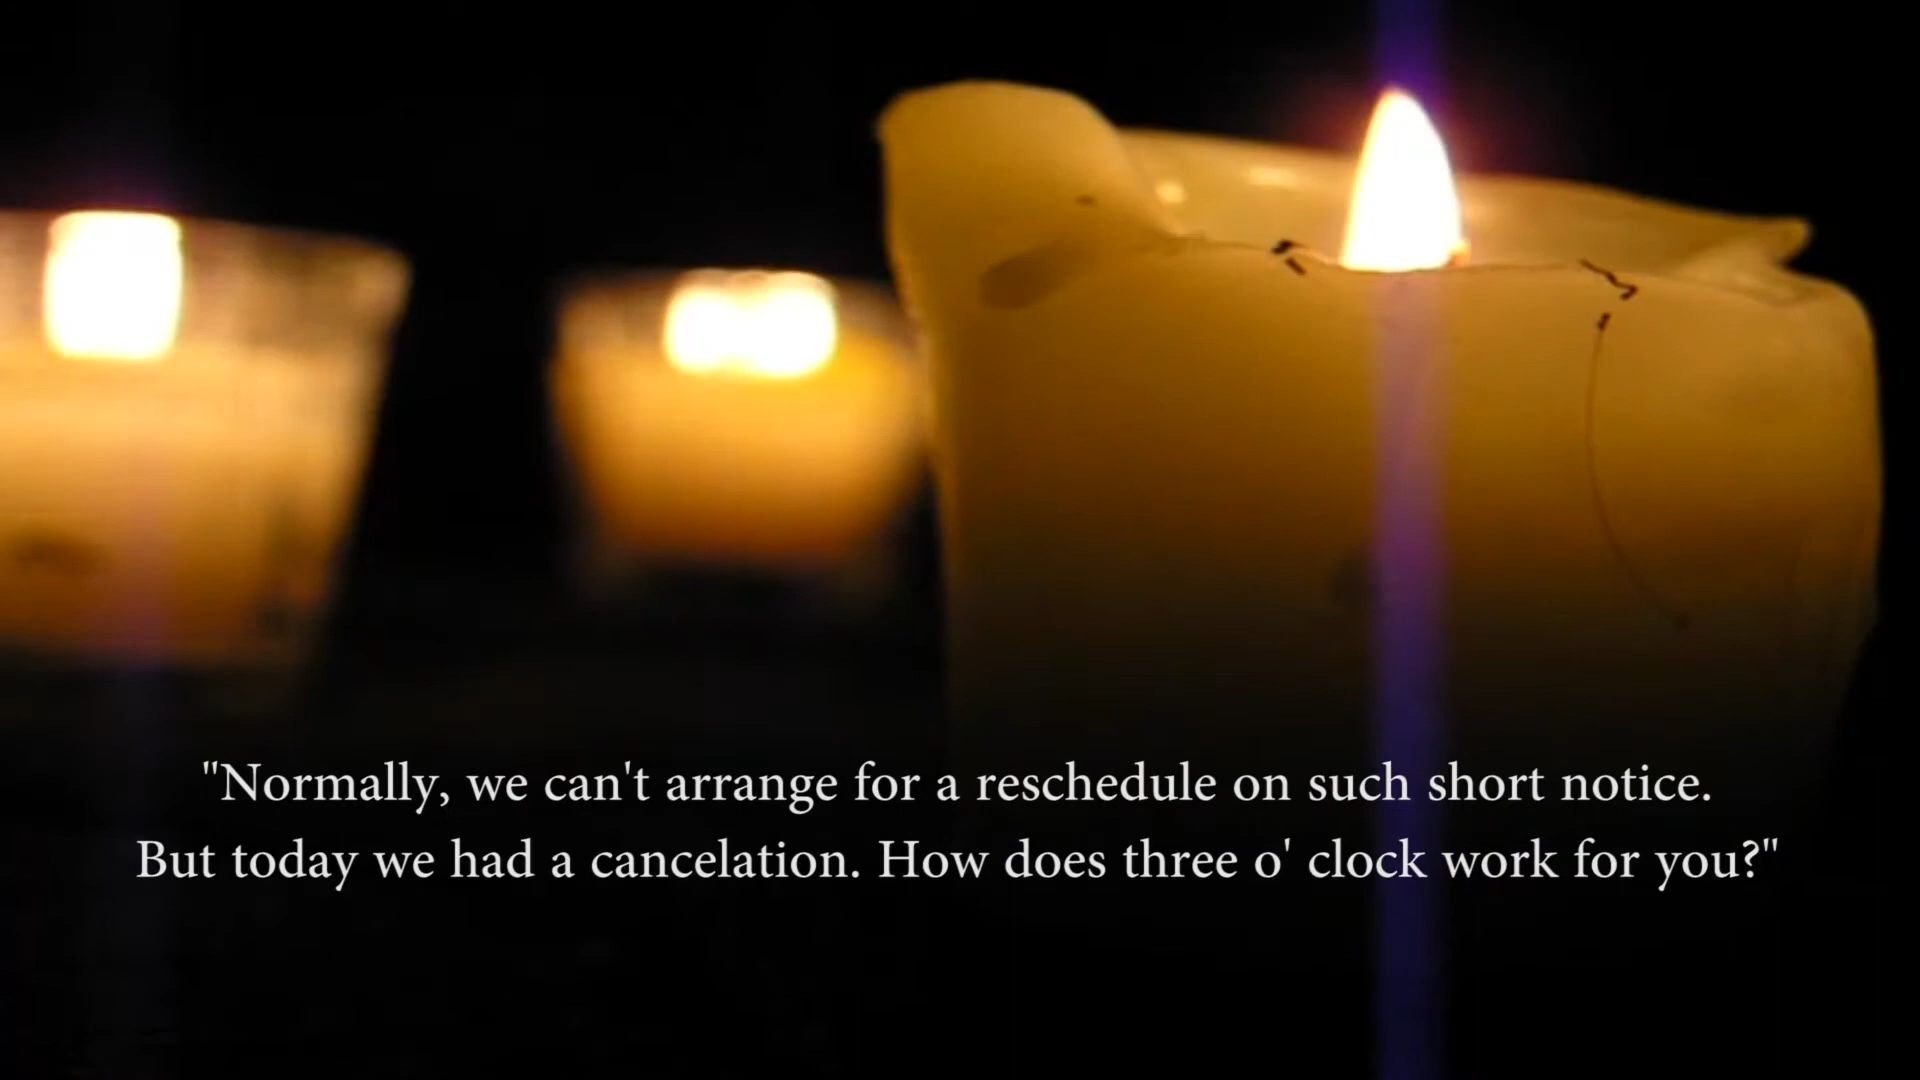 "Normally, we can't arrange for a reschedule on such short notice.
But today we had a cancelation. How does three o' clock work for you?"